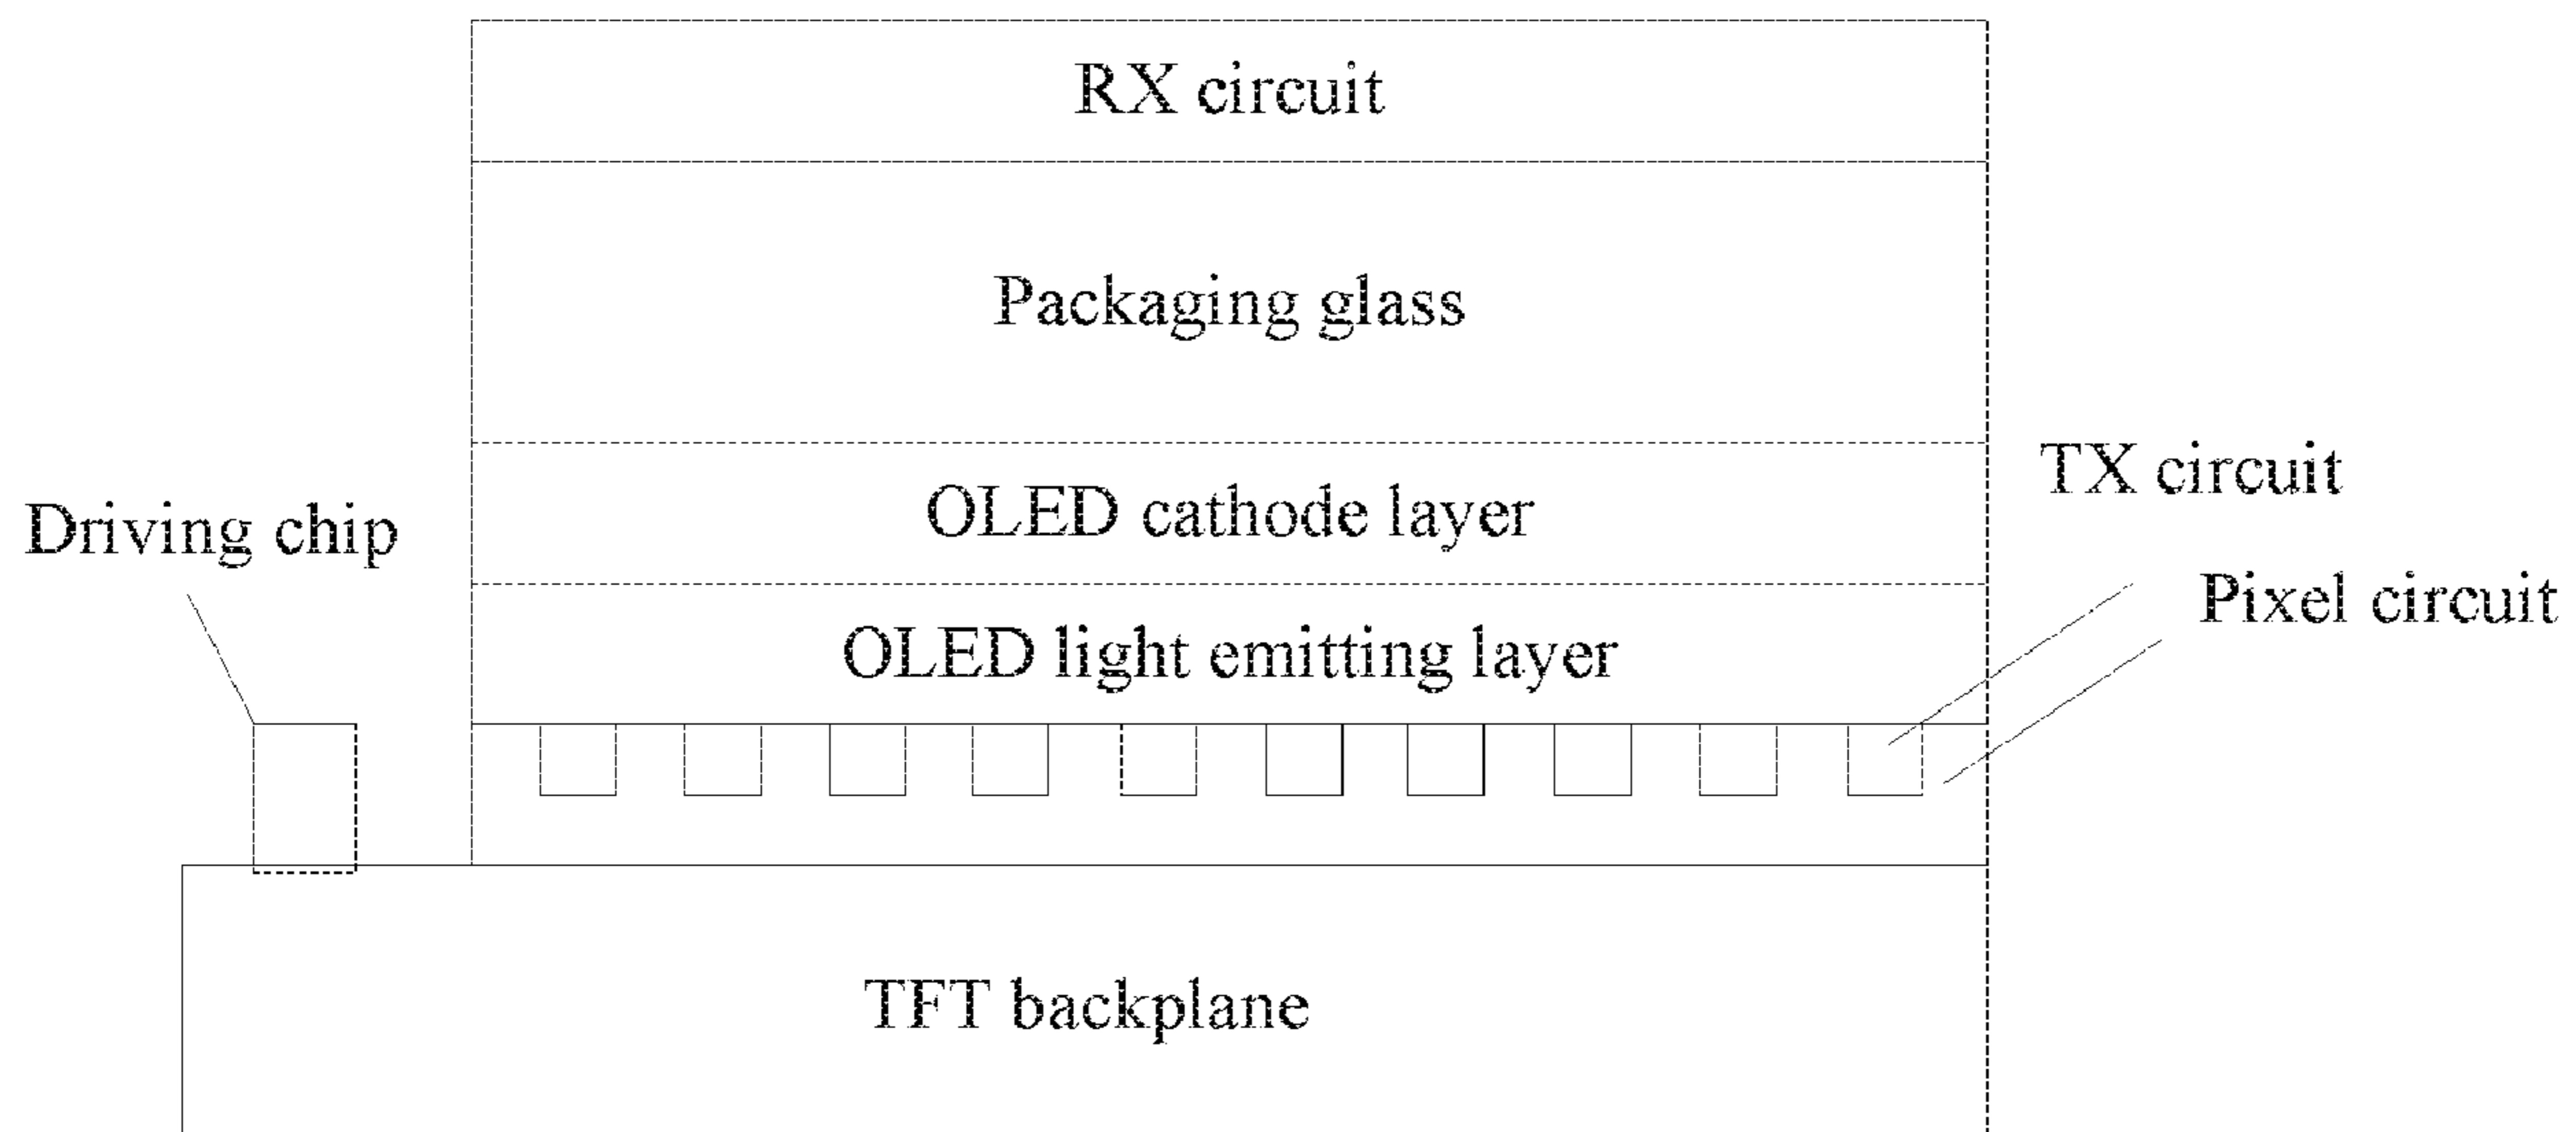 RX circuit
Packaging glass
TX circuit
OLED cathode layer
Driving chip
Pixel circuit
OLED light emitting layer
TFT backplane